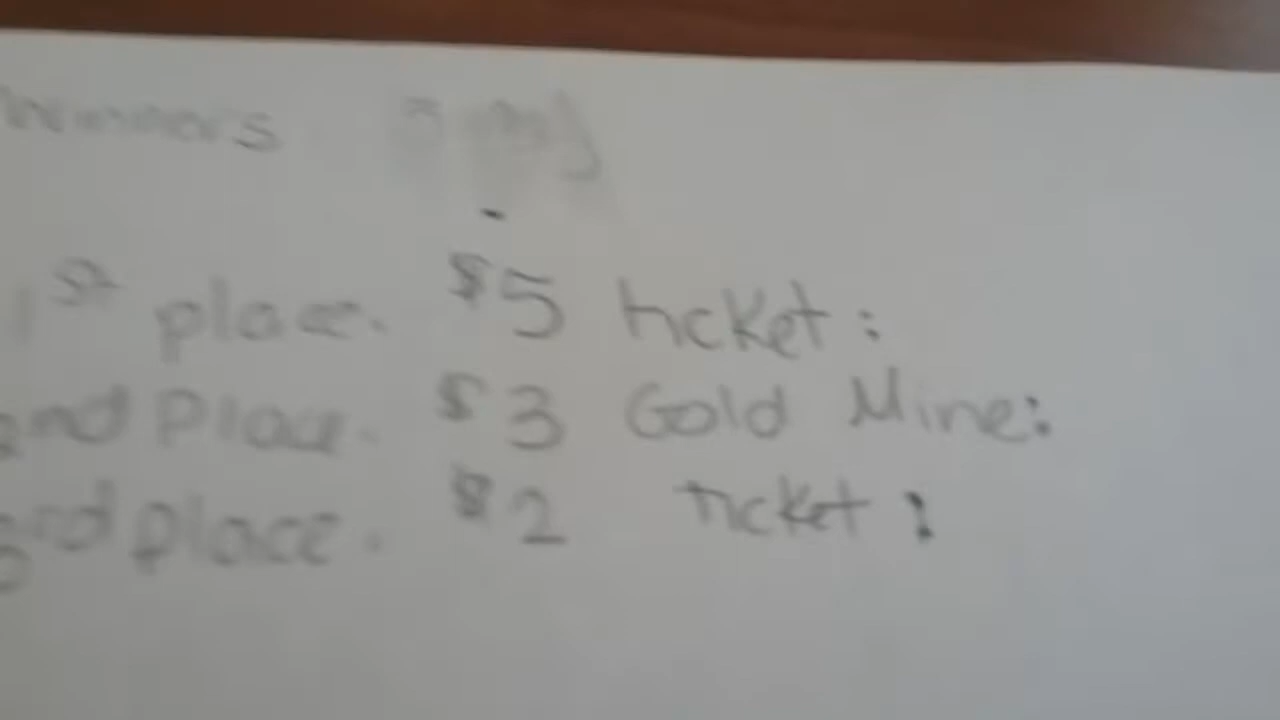 Winners
1st place. $5 ticket:
2nd Place. $3 Gold Mine:
3rd place. $2 ticket: